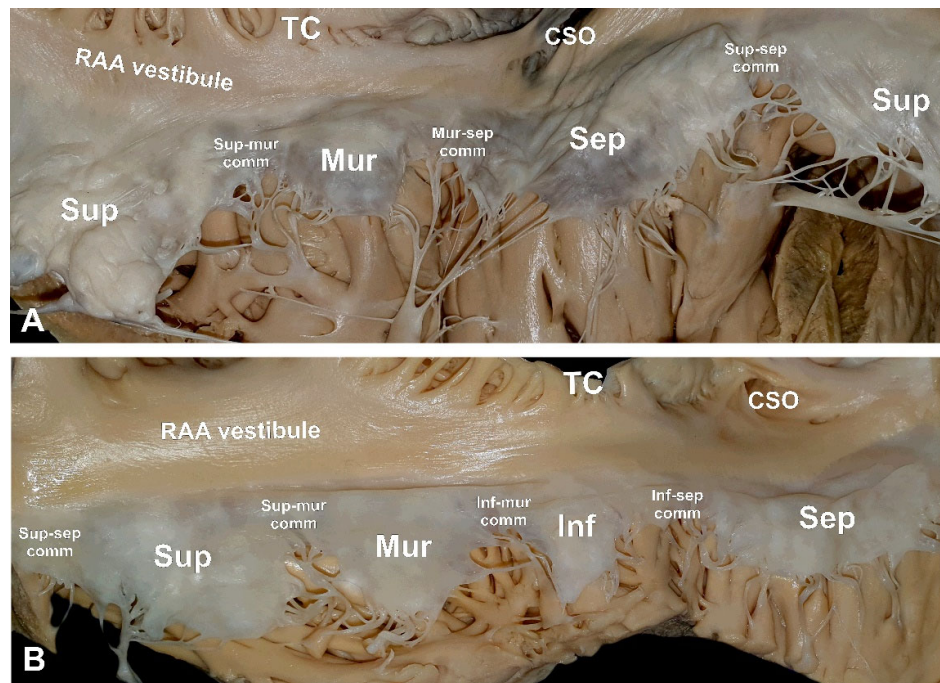 TC
CSO
RAA vestibule
Sup-sep
comm
Sup
Sup-mur
comm
Mur
Mur-sep
comm
Sep
Sup
A
TC
CSO
RAA vestibule
Sup-sep
comm
Sup
Sup-mur
comm
Mur
Inf-mur
comm
Inf
Inf-sep
comm
Sep
B